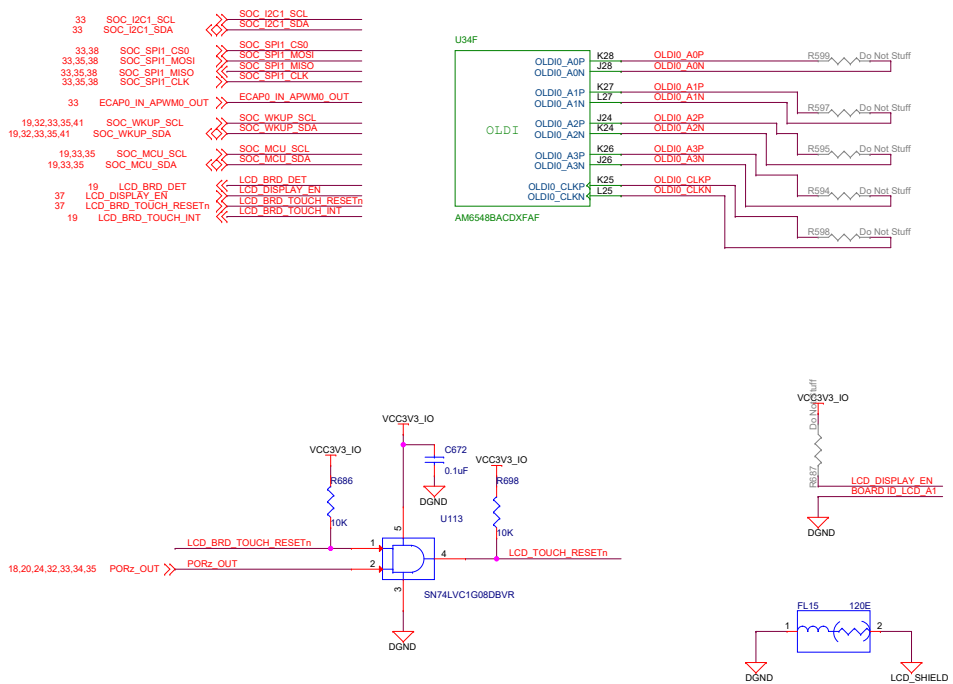 33 SOC_I2C1_SCL SOC_I2C1_SCL
33 SOC_I2C1_SDA SOC_I2C1_SDA
33,38 SOC_SPI1_CS0 SOC_SPI1_CS0
33,35,38 SOC_SPI1_MOSI SOC_SPI1_MOSI
33,35,38 SOC_SPI1_MISO SOC_SPI1_MISO
33,35,38 SOC_SPI1_CLK SOC_SPI1_CLK
33 ECAP0_IN_APWM0_OUT ECAP0_IN_APWM0_OUT
19,32,33,35,41 SOC_WKUP_SCL SOC_WKUP_SCL
19,32,33,35,41 SOC_WKUP_SDA SOC_WKUP_SDA
19,33,35 SOC_MCU_SCL SOC_MCU_SCL
19,33,35 SOC_MCU_SDA SOC_MCU_SDA
19 LCD_BRD_DET LCD_BRD_DET
37 LCD_DISPLAY_EN LCD_DISPLAY_EN
37 LCD_BRD_TOUCH_RESETn LCD_BRD_TOUCH_RESETn
19 LCD_BRD_TOUCH_INT LCD_BRD_TOUCH_INT
U34F
OLDI
OLDI0_A0P K28 OLDI0_A0P
OLDI0_A0N J28 OLDI0_A0N
R599 Do Not Stuff
OLDI0_A1P K27 OLDI0_A1P
OLDI0_A1N L27 OLDI0_A1N
R597 Do Not Stuff
OLDI0_A2P J24 OLDI0_A2P
OLDI0_A2N K24 OLDI0_A2N
R595 Do Not Stuff
OLDI0_A3P K26 OLDI0_A3P
OLDI0_A3N J26 OLDI0_A3N
R594 Do Not Stuff
OLDI0_CLKP K25 OLDI0_CLKP
OLDI0_CLKN L25 OLDI0_CLKN
R598 Do Not Stuff
AM6548BACDXFAF
VCC3V3_IO
C672
0.1uF
DGND
VCC3V3_IO
R686
10K
VCC3V3_IO
R698
10K
U113
5
LCD_BRD_TOUCH_RESETn 1
4 LCD_TOUCH_RESETn
18,20,24,32,33,34,35 PORz_OUT PORz_OUT 2
3
SN74LVC1G08DBVR
DGND
VCC3V3_IO
Do Not Stuff
R687
LCD_DISPLAY_EN
BOARD ID_LCD_A1
DGND
FL15 120E
1 2
DGND
LCD_SHIELD